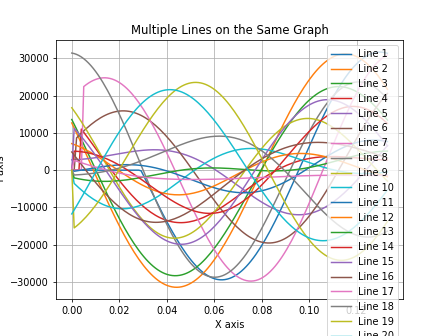 Multiple Lines on the Same Graph
30000
20000
10000
0
−10000
−20000
−30000
0.00
0.02
0.04
0.06
0.08
0.10
X axis
Line 1
Line 2
Line 3
Line 4
Line 5
Line 6
Line 7
Line 8
Line 9
Line 10
Line 11
Line 12
Line 13
Line 14
Line 15
Line 16
Line 17
Line 18
Line 19